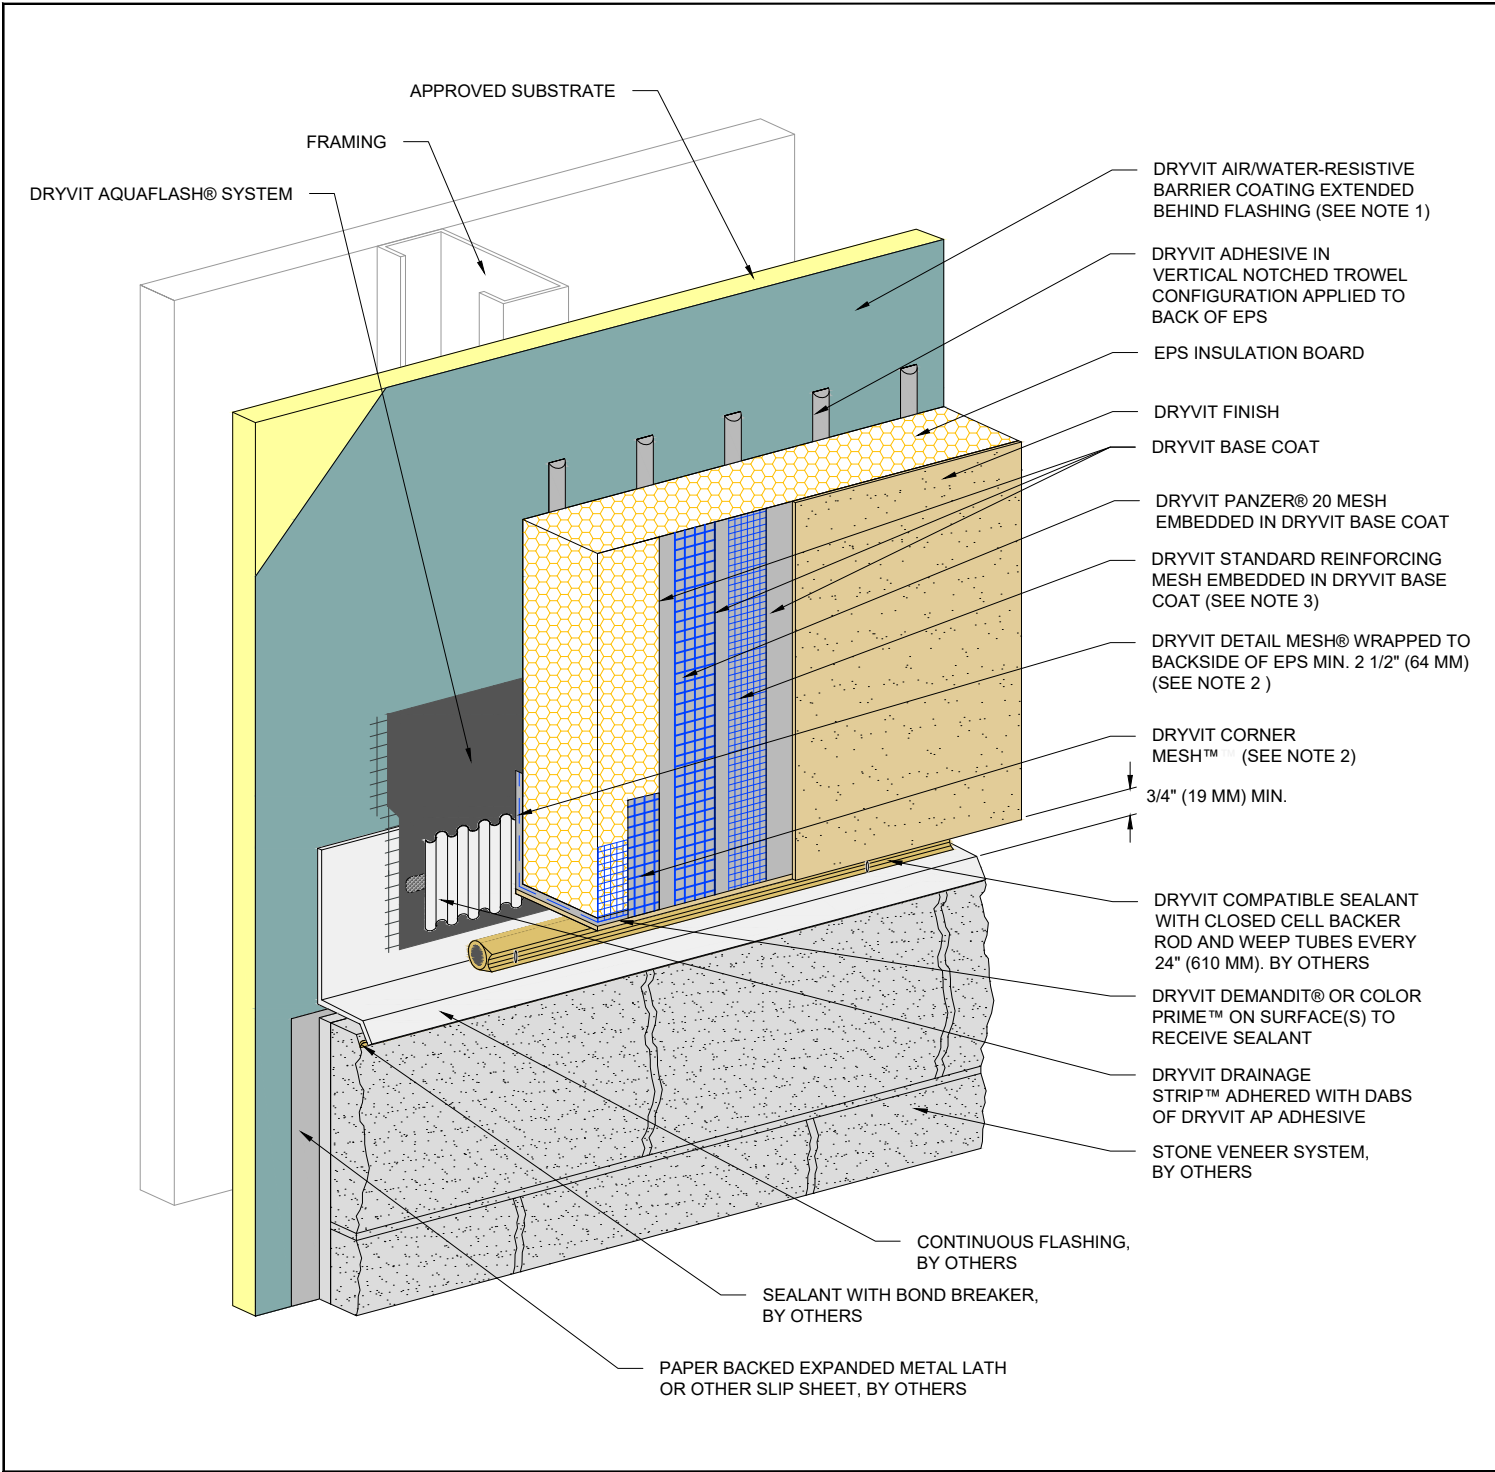 APPROVED SUBSTRATE
FRAMING
DRYVIT AQUAFLASH® SYSTEM
DRYVIT AIR/WATER-RESISTIVE
BARRIER COATING EXTENDED
BEHIND FLASHING (SEE NOTE 1)
DRYVIT ADHESIVE IN
VERTICAL NOTCHED TROWEL
CONFIGURATION APPLIED TO
BACK OF EPS
EPS INSULATION BOARD
DRYVIT FINISH
DRYVIT BASE COAT
DRYVIT PANZER® 20 MESH
EMBEDDED IN DRYVIT BASE COAT
DRYVIT STANDARD REINFORCING
MESH EMBEDDED IN DRYVIT BASE
COAT (SEE NOTE 3)
DRYVIT DETAIL MESH® WRAPPED TO
BACKSIDE OF EPS MIN. 2 1/2" (64 MM)
(SEE NOTE 2 )
DRYVIT CORNER
MESH™ (SEE NOTE 2)
3/4" (19 MM) MIN.
DRYVIT COMPATIBLE SEALANT
WITH CLOSED CELL BACKER
ROD AND WEEP TUBES EVERY
24" (610 MM). BY OTHERS
DRYVIT DEMANDIT® OR COLOR
PRIME™ ON SURFACE(S) TO
RECEIVE SEALANT
DRYVIT DRAINAGE
STRIP™ ADHERED WITH DABS
OF DRYVIT AP ADHESIVE
STONE VENEER SYSTEM,
BY OTHERS
CONTINUOUS FLASHING,
BY OTHERS
SEALANT WITH BOND BREAKER,
BY OTHERS
PAPER BACKED EXPANDED METAL LATH
OR OTHER SLIP SHEET, BY OTHERS